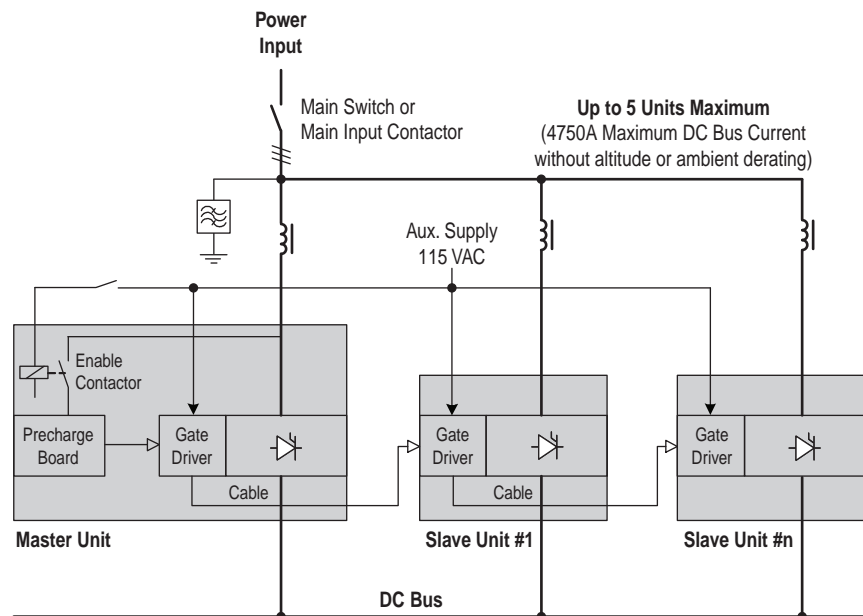 Power
Input
Main Switch or
Main Input Contactor
Up to 5 Units Maximum
(4750A Maximum DC Bus Current
without altitude or ambient derating)
Aux. Supply
115 VAC
Enable
Contactor
Precharge
Board
Gate
Driver
Cable
Gate
Driver
Cable
Gate
Driver
Master Unit
Slave Unit #1
Slave Unit #n
DC Bus